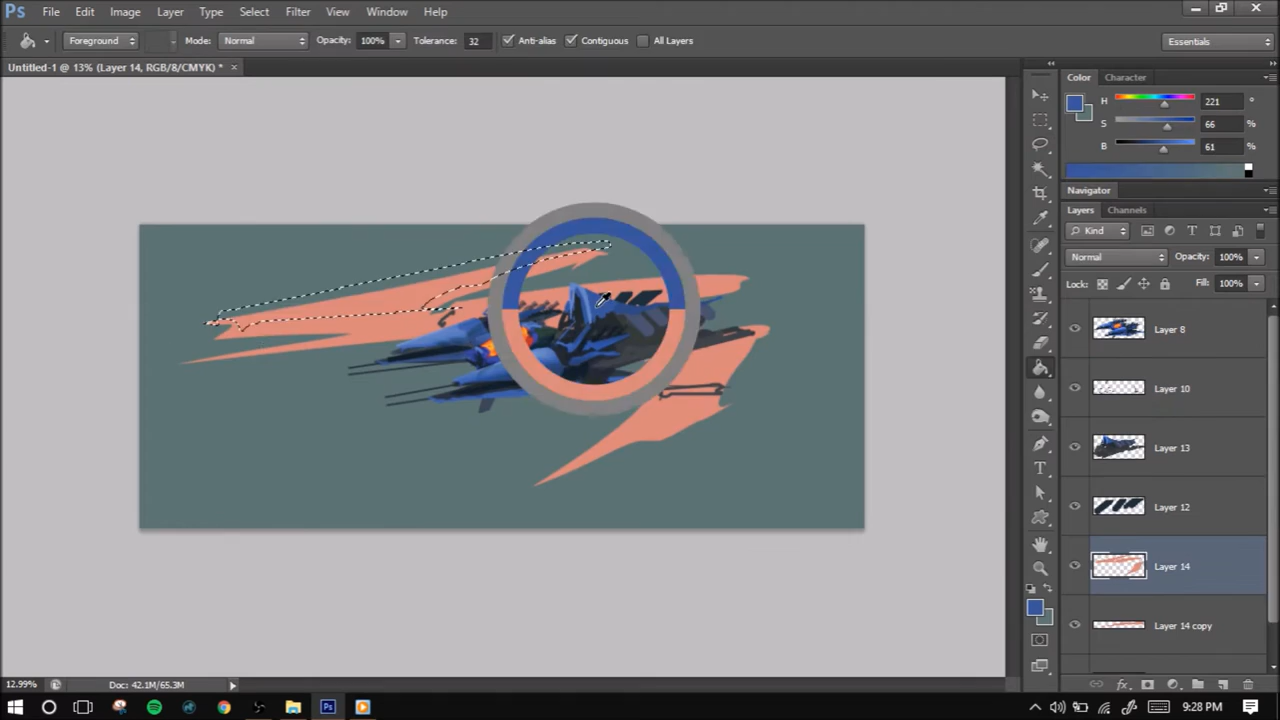 Ps File Edit Image Layer Type Select Filter View Window Help
Foreground Mode: Normal Opacity: 100% Tolerance: 32 Anti-alias Contiguous All Layers Essentials
Untitled-1 @ 13% (Layer 14, RGB/8/CMYK) *
Color Character
H 221 °
S 66 %
B 61 %
Navigator
Layers Channels
Kind
Normal Opacity: 100%
Lock: Fill: 100%
Layer 8
Layer 10
Layer 13
Layer 12
Layer 14
Layer 14 copy
12.99% Doc: 42.1M/65.3M
Ps 9:28 PM